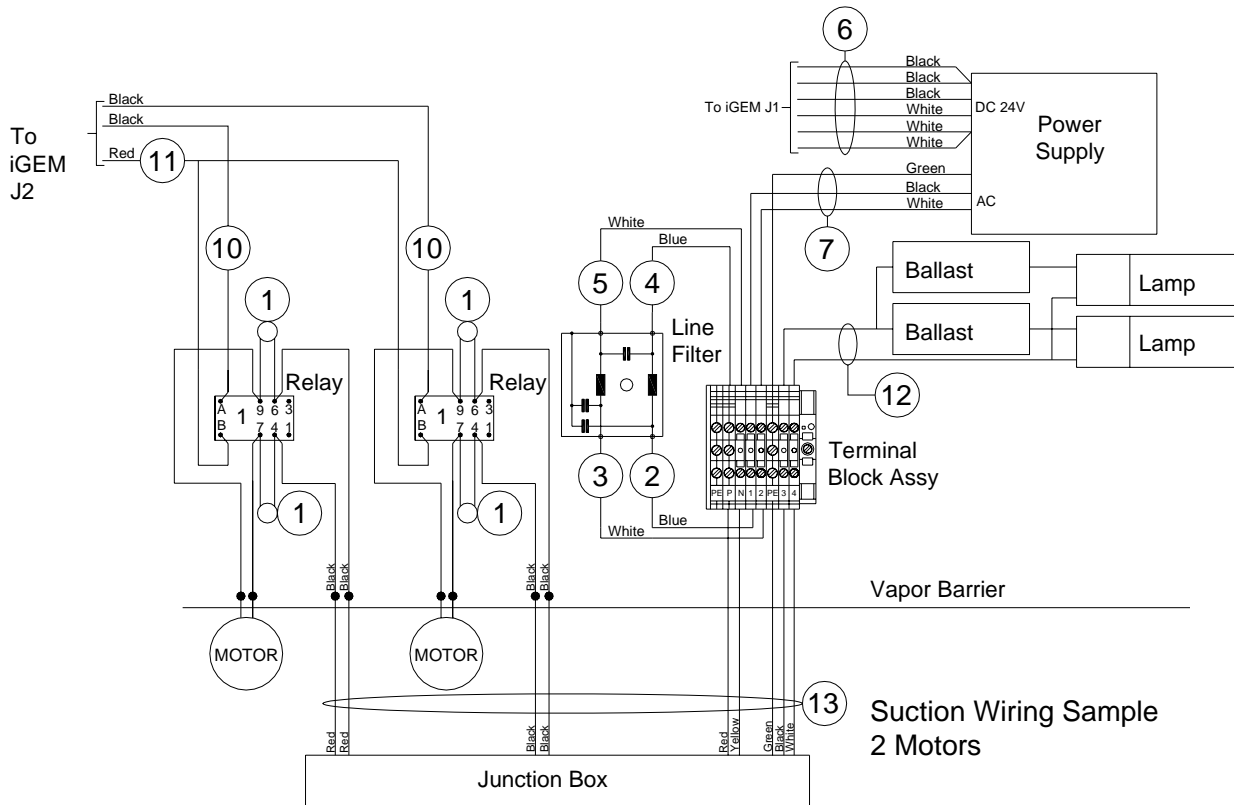 6
Black
Black
Black
White
White
White
To iGEM J1
DC 24V
Power
Supply
Green
Black
White
AC
7
Black
Black
Red
To
iGEM
J2
11
10
10
White
Blue
5
4
Line
Filter
3
2
Blue
White
Ballast
Lamp
Ballast
Lamp
12
1
1
Relay
Relay
A 9 6 3
1
B 7 4 1
A 9 6 3
1
B 7 4 1
1
1
Terminal
Block Assy
PE P N 1 2 PE 3 4
Black
Black
Black
Black
Vapor Barrier
MOTOR
MOTOR
13
Suction Wiring Sample
2 Motors
Red
Red
Black
Black
Red
Yellow
Green
Black
White
Junction Box